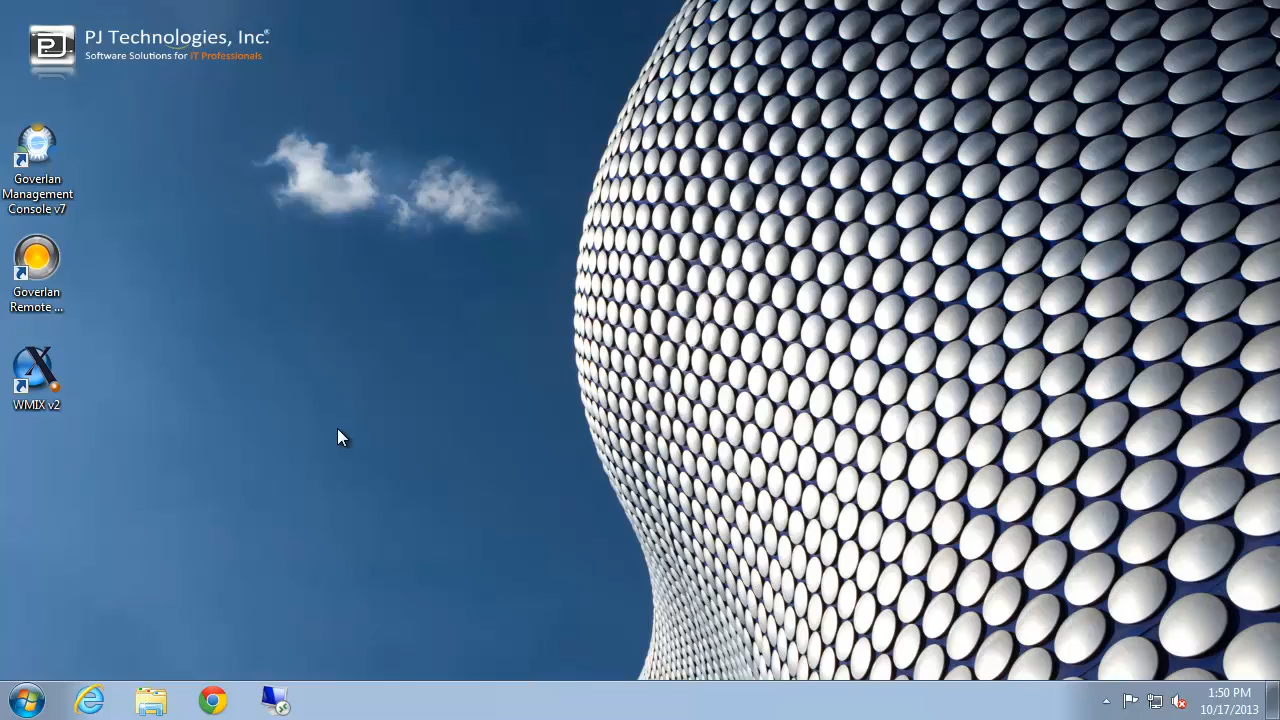 PJ Technologies, Inc.
Software Solutions for IT Professionals
Goverlan
Management
Console v7
Goverlan
Remote ...
WMIX v2
1:50 PM
10/17/2013